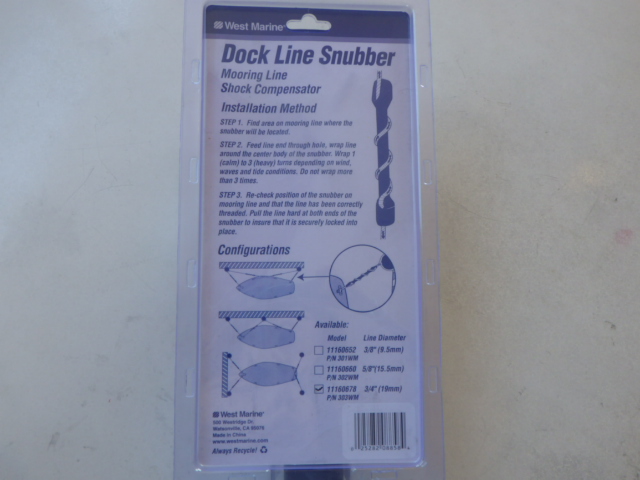 West Marine®
Dock Line Snubber
Mooring Line
Shock Compensator
Installation Method
STEP 1. Find area on mooring line where the
snubber will be located.
STEP 2. Feed line end through hole, wrap line
around the center body of the snubber. Wrap 1
(calm) to 3 (heavy) turns depending on wind,
waves and tide conditions. Do not wrap more
than 3 times.
STEP 3. Re-check position of the snubber on
mooring line and that the line has been correctly
threaded. Pull the line hard at both ends of the
snubber to insure that it is securely locked into
place.
Configurations
Available:
Model Line Diameter
11160652 3/8" (9.5mm)
P/N 301WM
11160660 5/8"(15.5mm)
P/N 302WM
11160678 3/4" (19mm)
P/N 303WM
West Marine®
500 Westridge Dr.
Watsonville, CA 95076
Made in China
www.westmarine.com
Always Recycle!